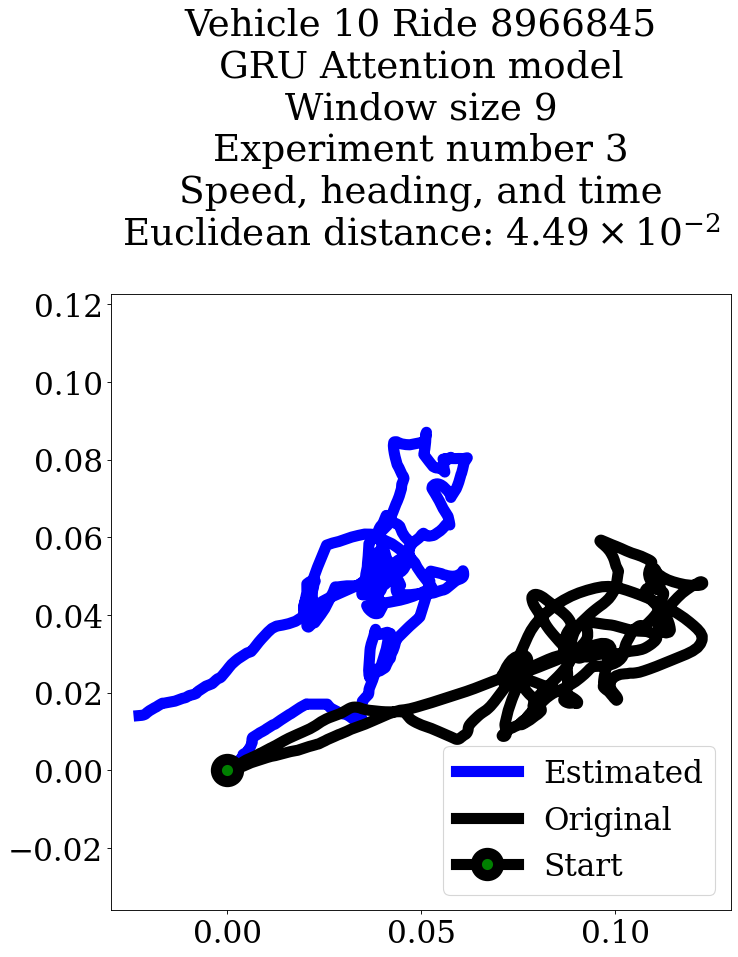 Vehicle 10 Ride 8966845
GRU Attention model
Window size 9
Experiment number 3
Speed, heading, and time
Euclidean distance: 4.49 × 10⁻²
0.12
0.10
0.08
0.06
0.04
0.02
0.00
−0.02
Estimated
Original
Start
0.00 0.05 0.10